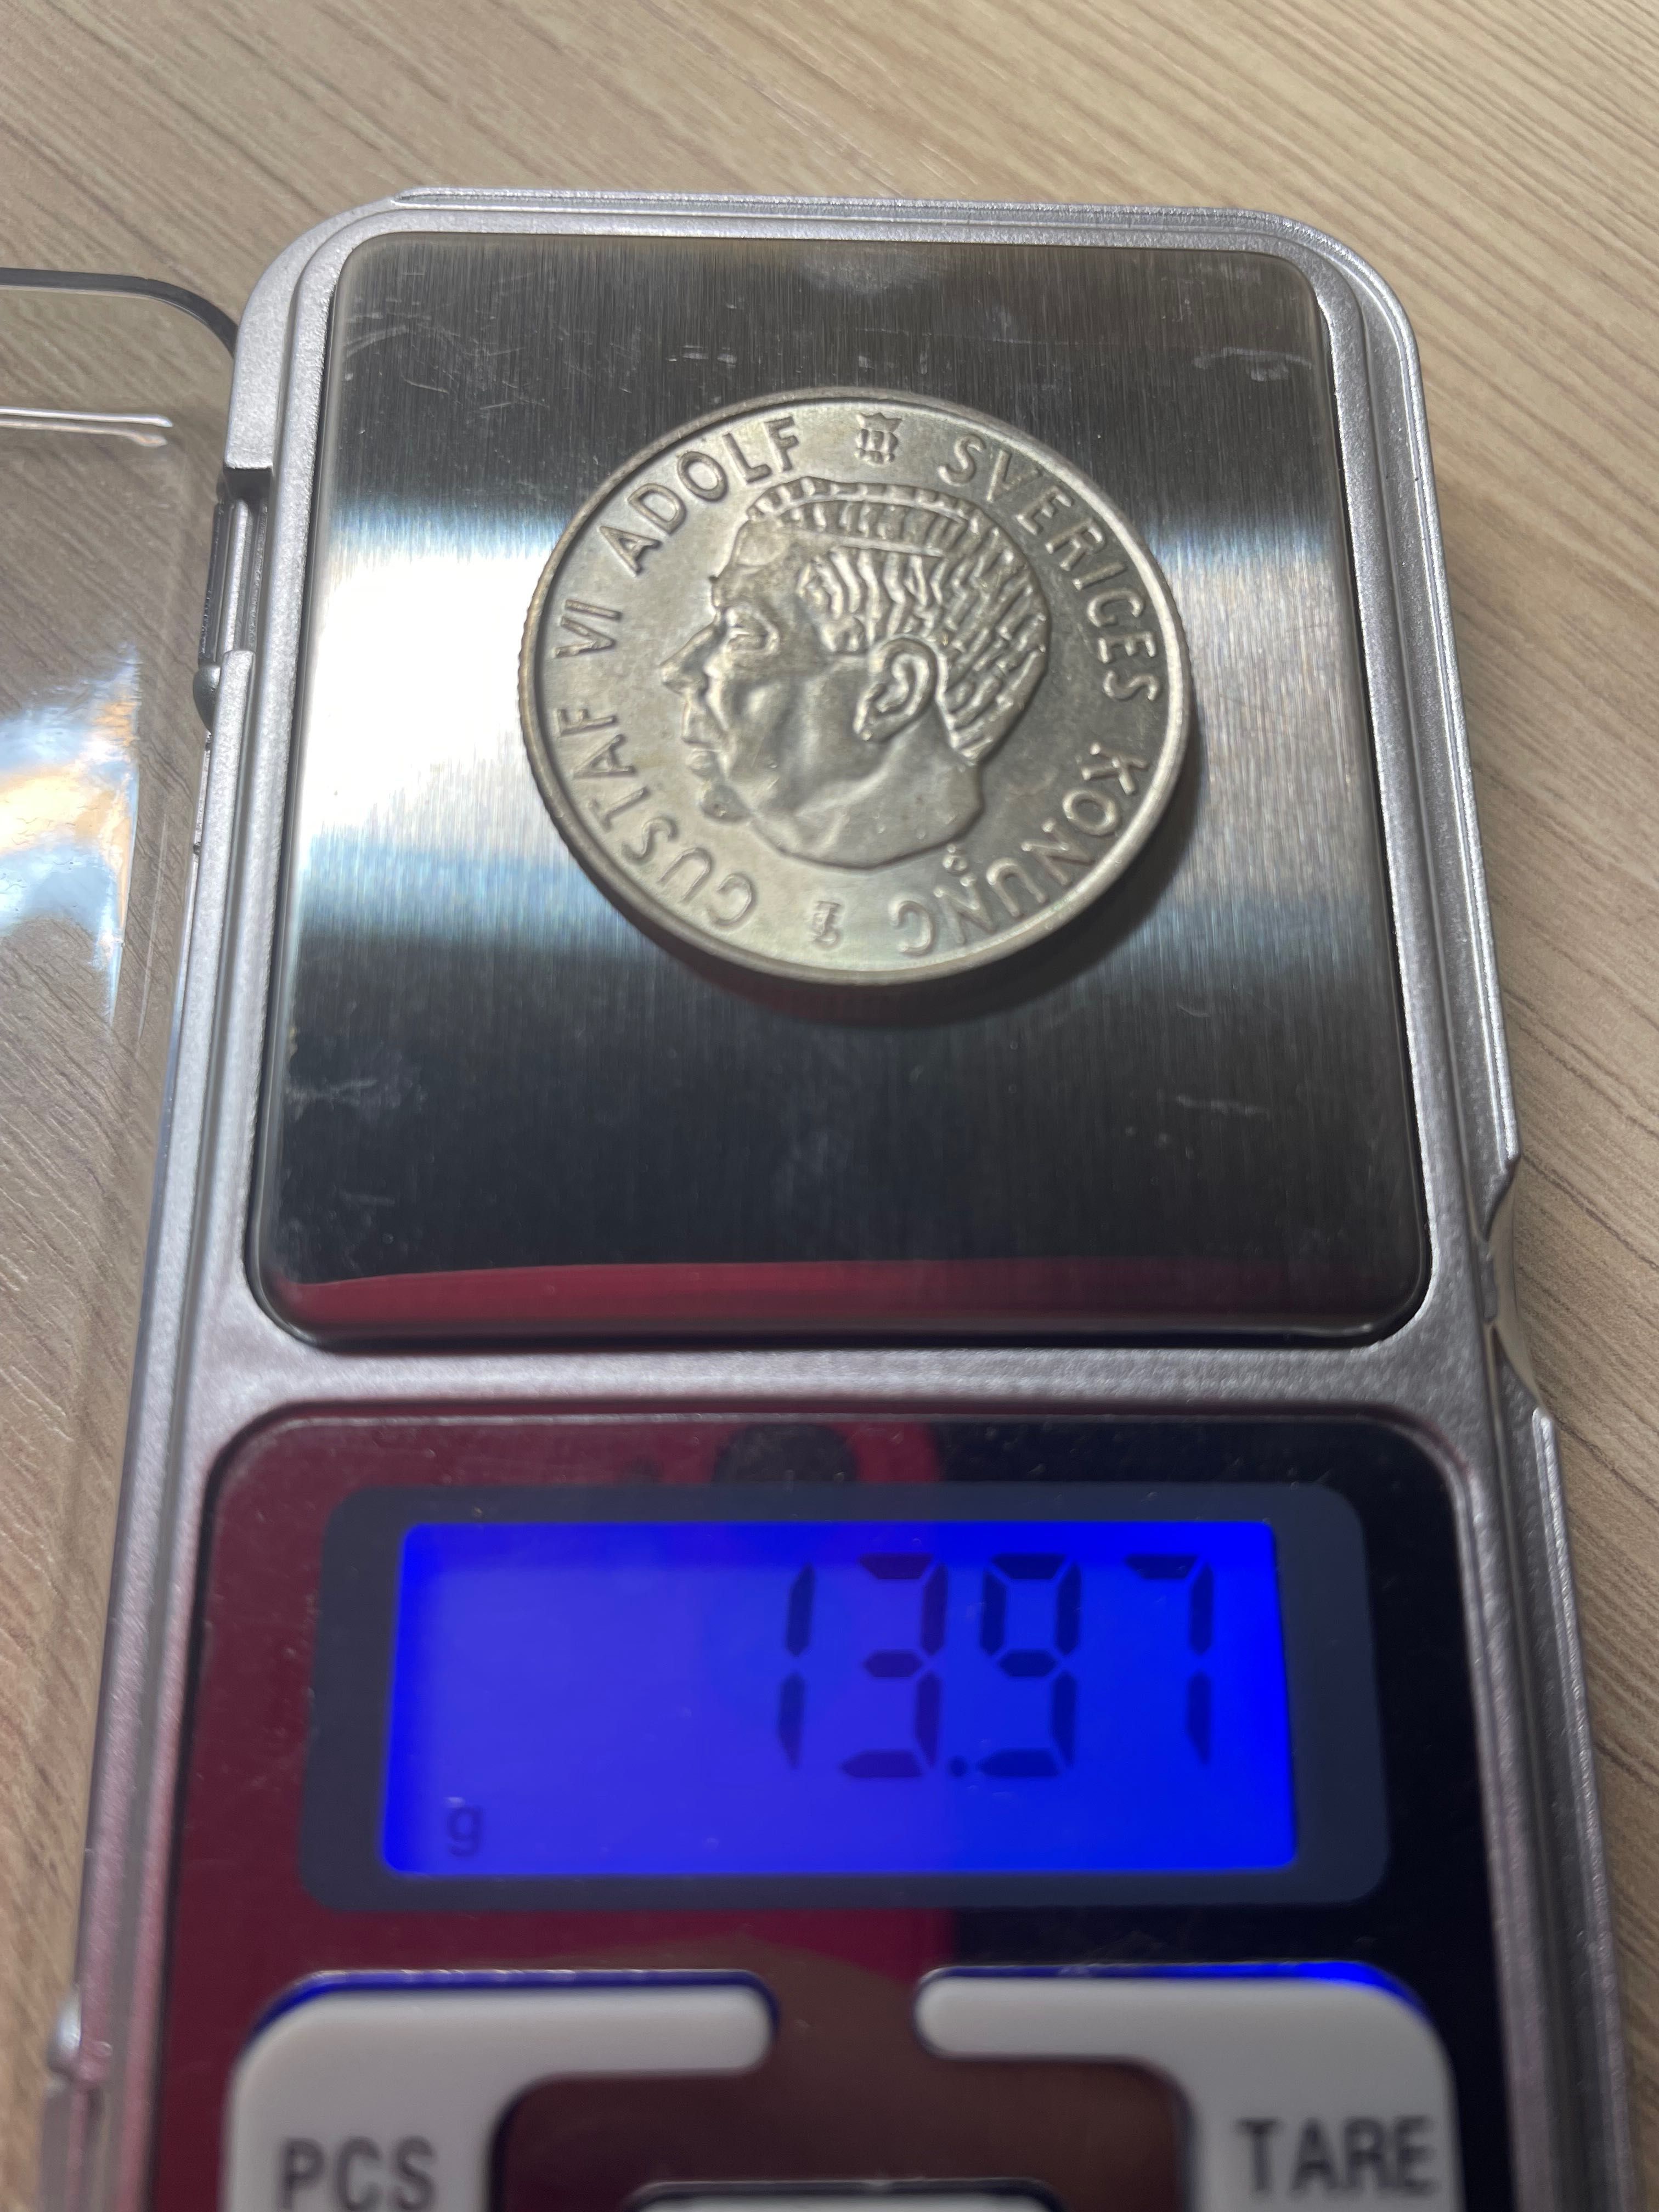 GUSTAF VI ADOLF SVERIGES KONUNG
13.97
g
PCS
TARE